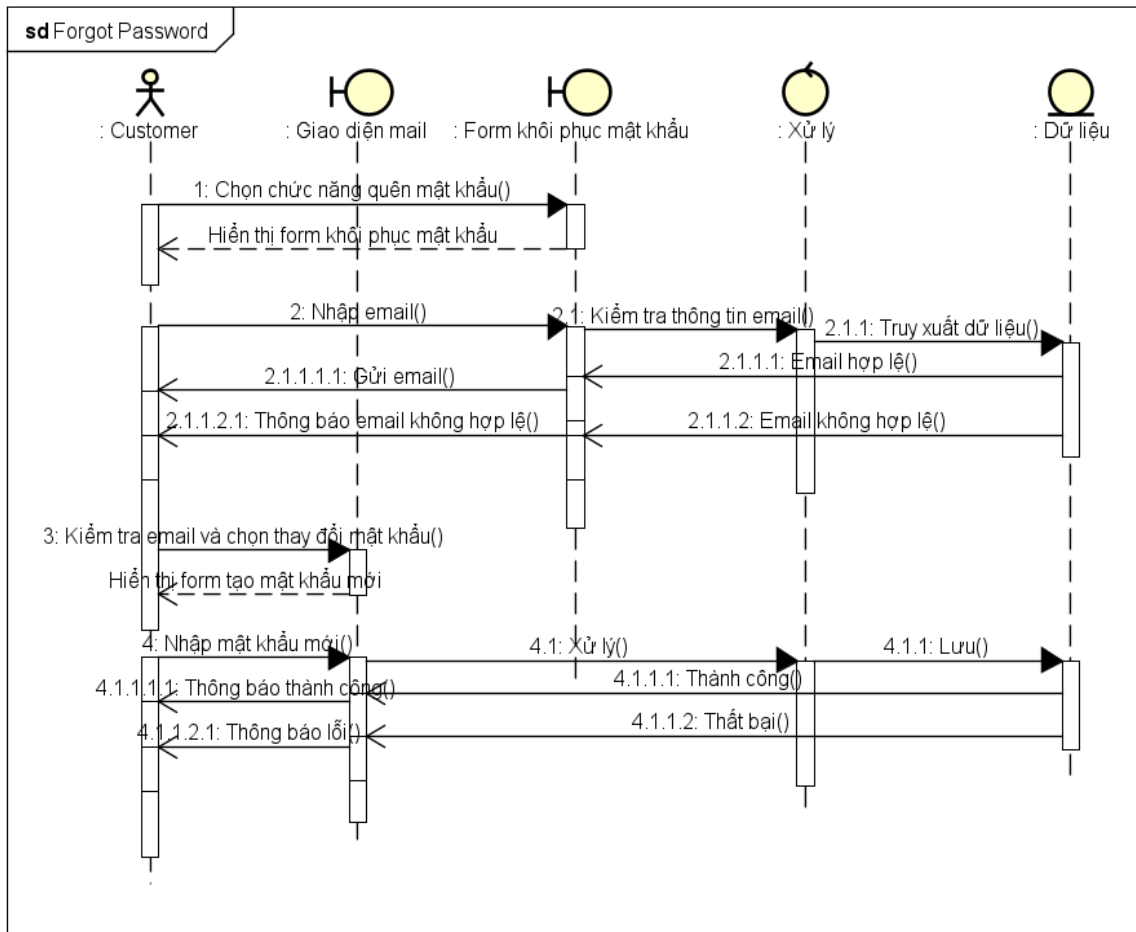 sd Forgot Password
: Customer
: Giao diện mail
: Form khôi phục mật khẩu
: Xử lý
: Dữ liệu
1: Chọn chức năng quên mật khẩu()
Hiển thị form khôi phục mật khẩu
2: Nhập email()
2.1: Kiểm tra thông tin email()
2.1.1: Truy xuất dữ liệu()
2.1.1.1: Email hợp lệ()
2.1.1.1.1: Gửi email()
2.1.1.2.1: Thông báo email không hợp lệ()
2.1.1.2: Email không hợp lệ()
3: Kiểm tra email và chọn thay đổi mật khẩu()
Hiển thị form tạo mật khẩu mới
4: Nhập mật khẩu mới()
4.1: Xử lý()
4.1.1: Lưu()
4.1.1.1.1: Thông báo thành công()
4.1.1.1: Thành công()
4.1.1.2.1: Thông báo lỗi()
4.1.1.2: Thất bại()